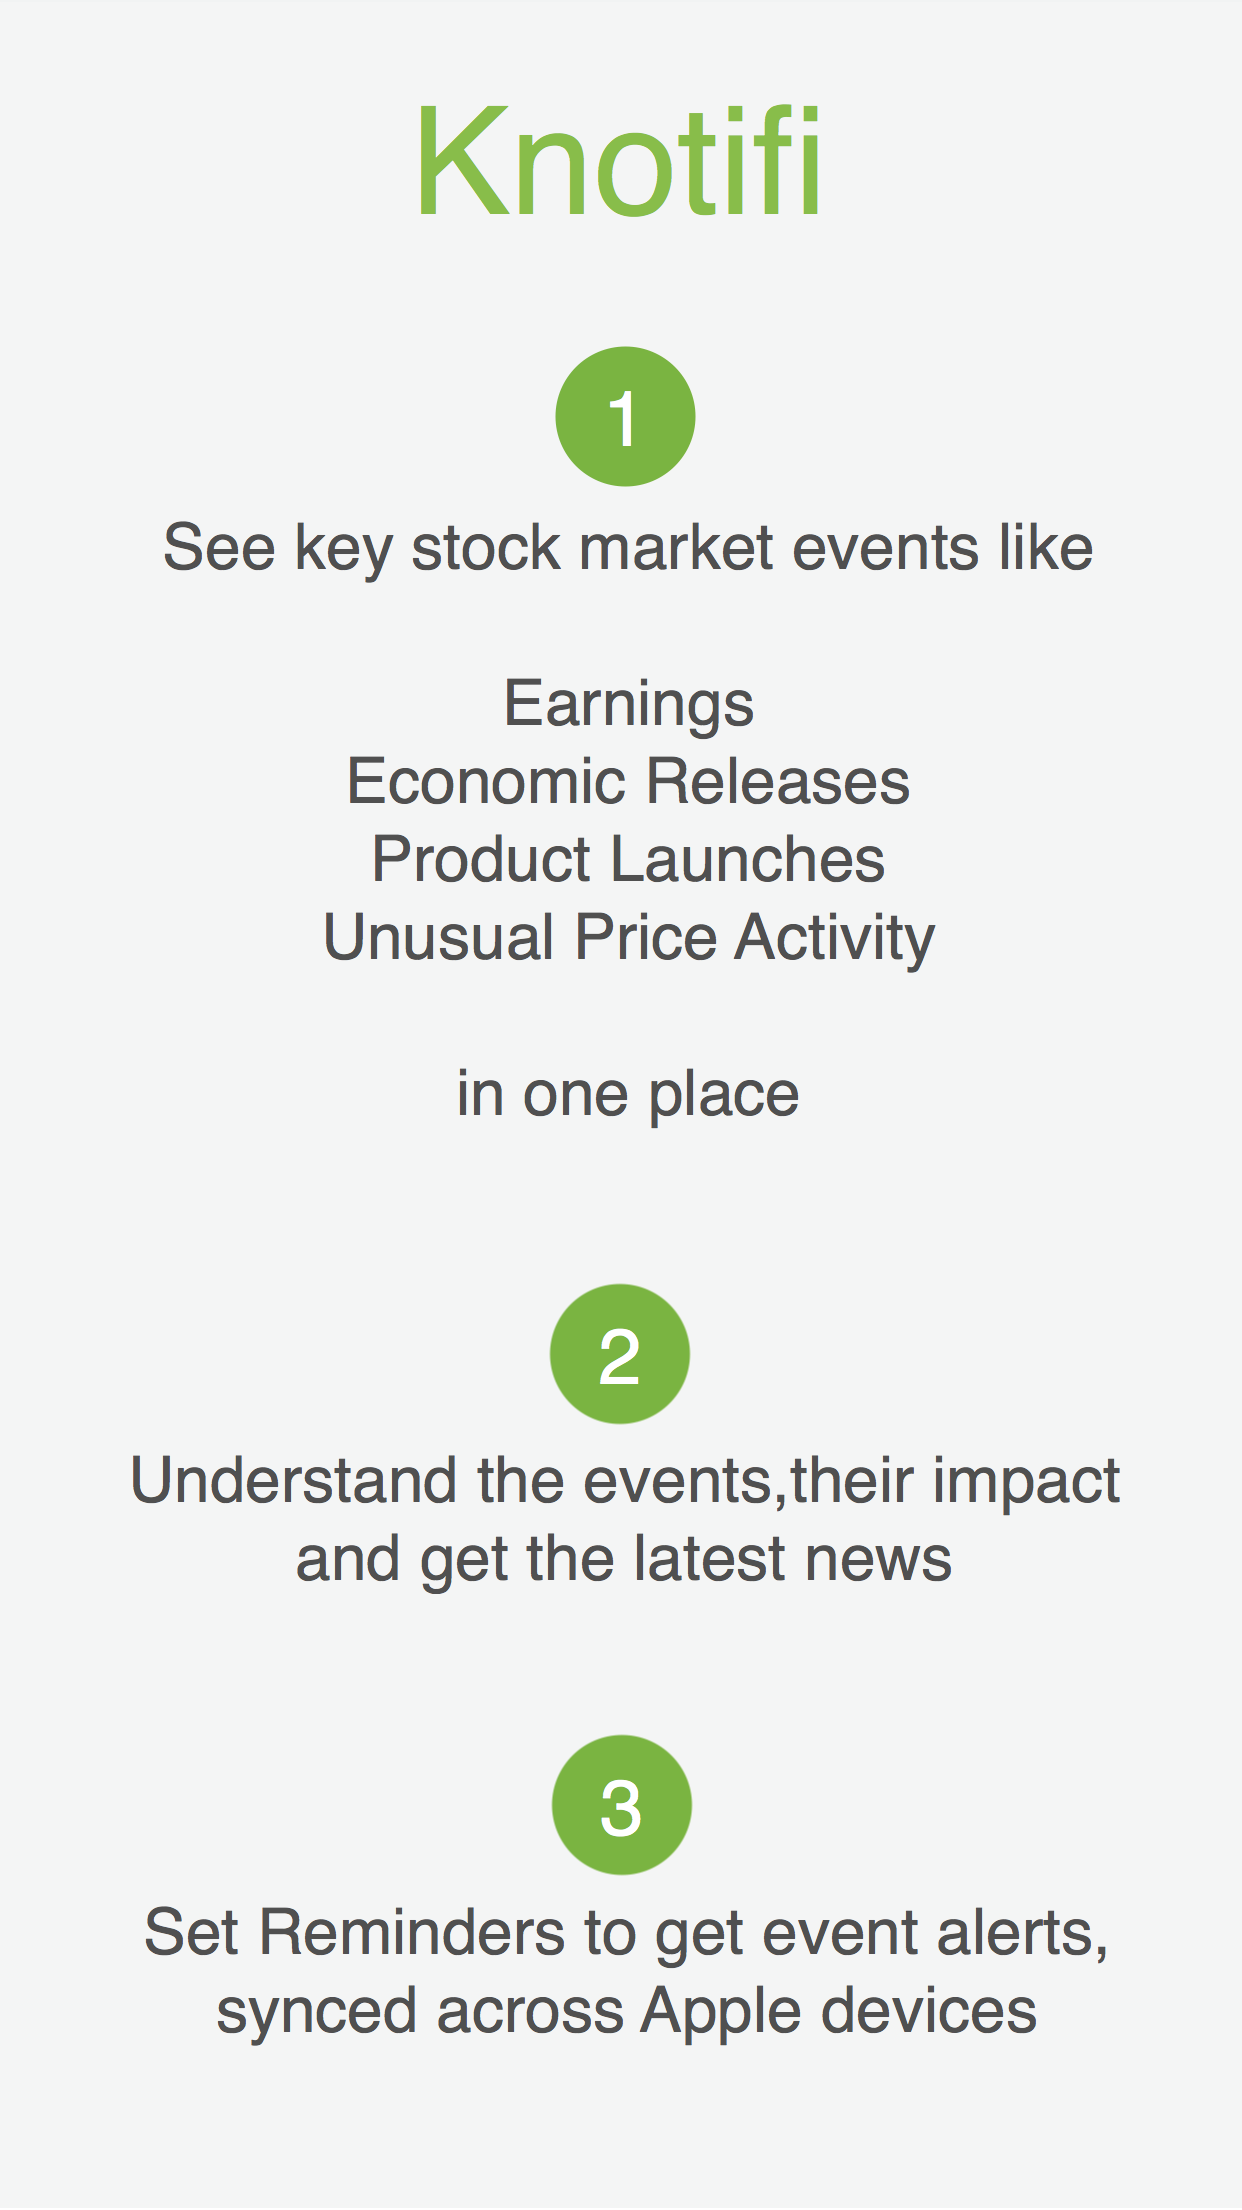 Knotifi
1
See key stock market events like
Earnings
Economic Releases
Product Launches
Unusual Price Activity
in one place
2
Understand the events,their impact
and get the latest news
3
Set Reminders to get event alerts,
synced across Apple devices